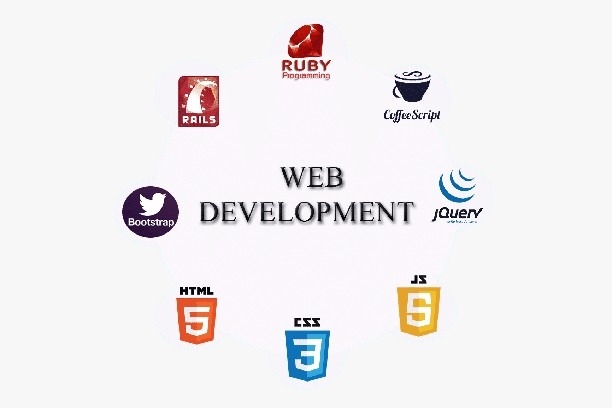 RUBY
Programming
RAILS
CoffeeScript
WEB
DEVELOPMENT
Bootstrap
jQuery
HTML
5
JS
5
CSS
3